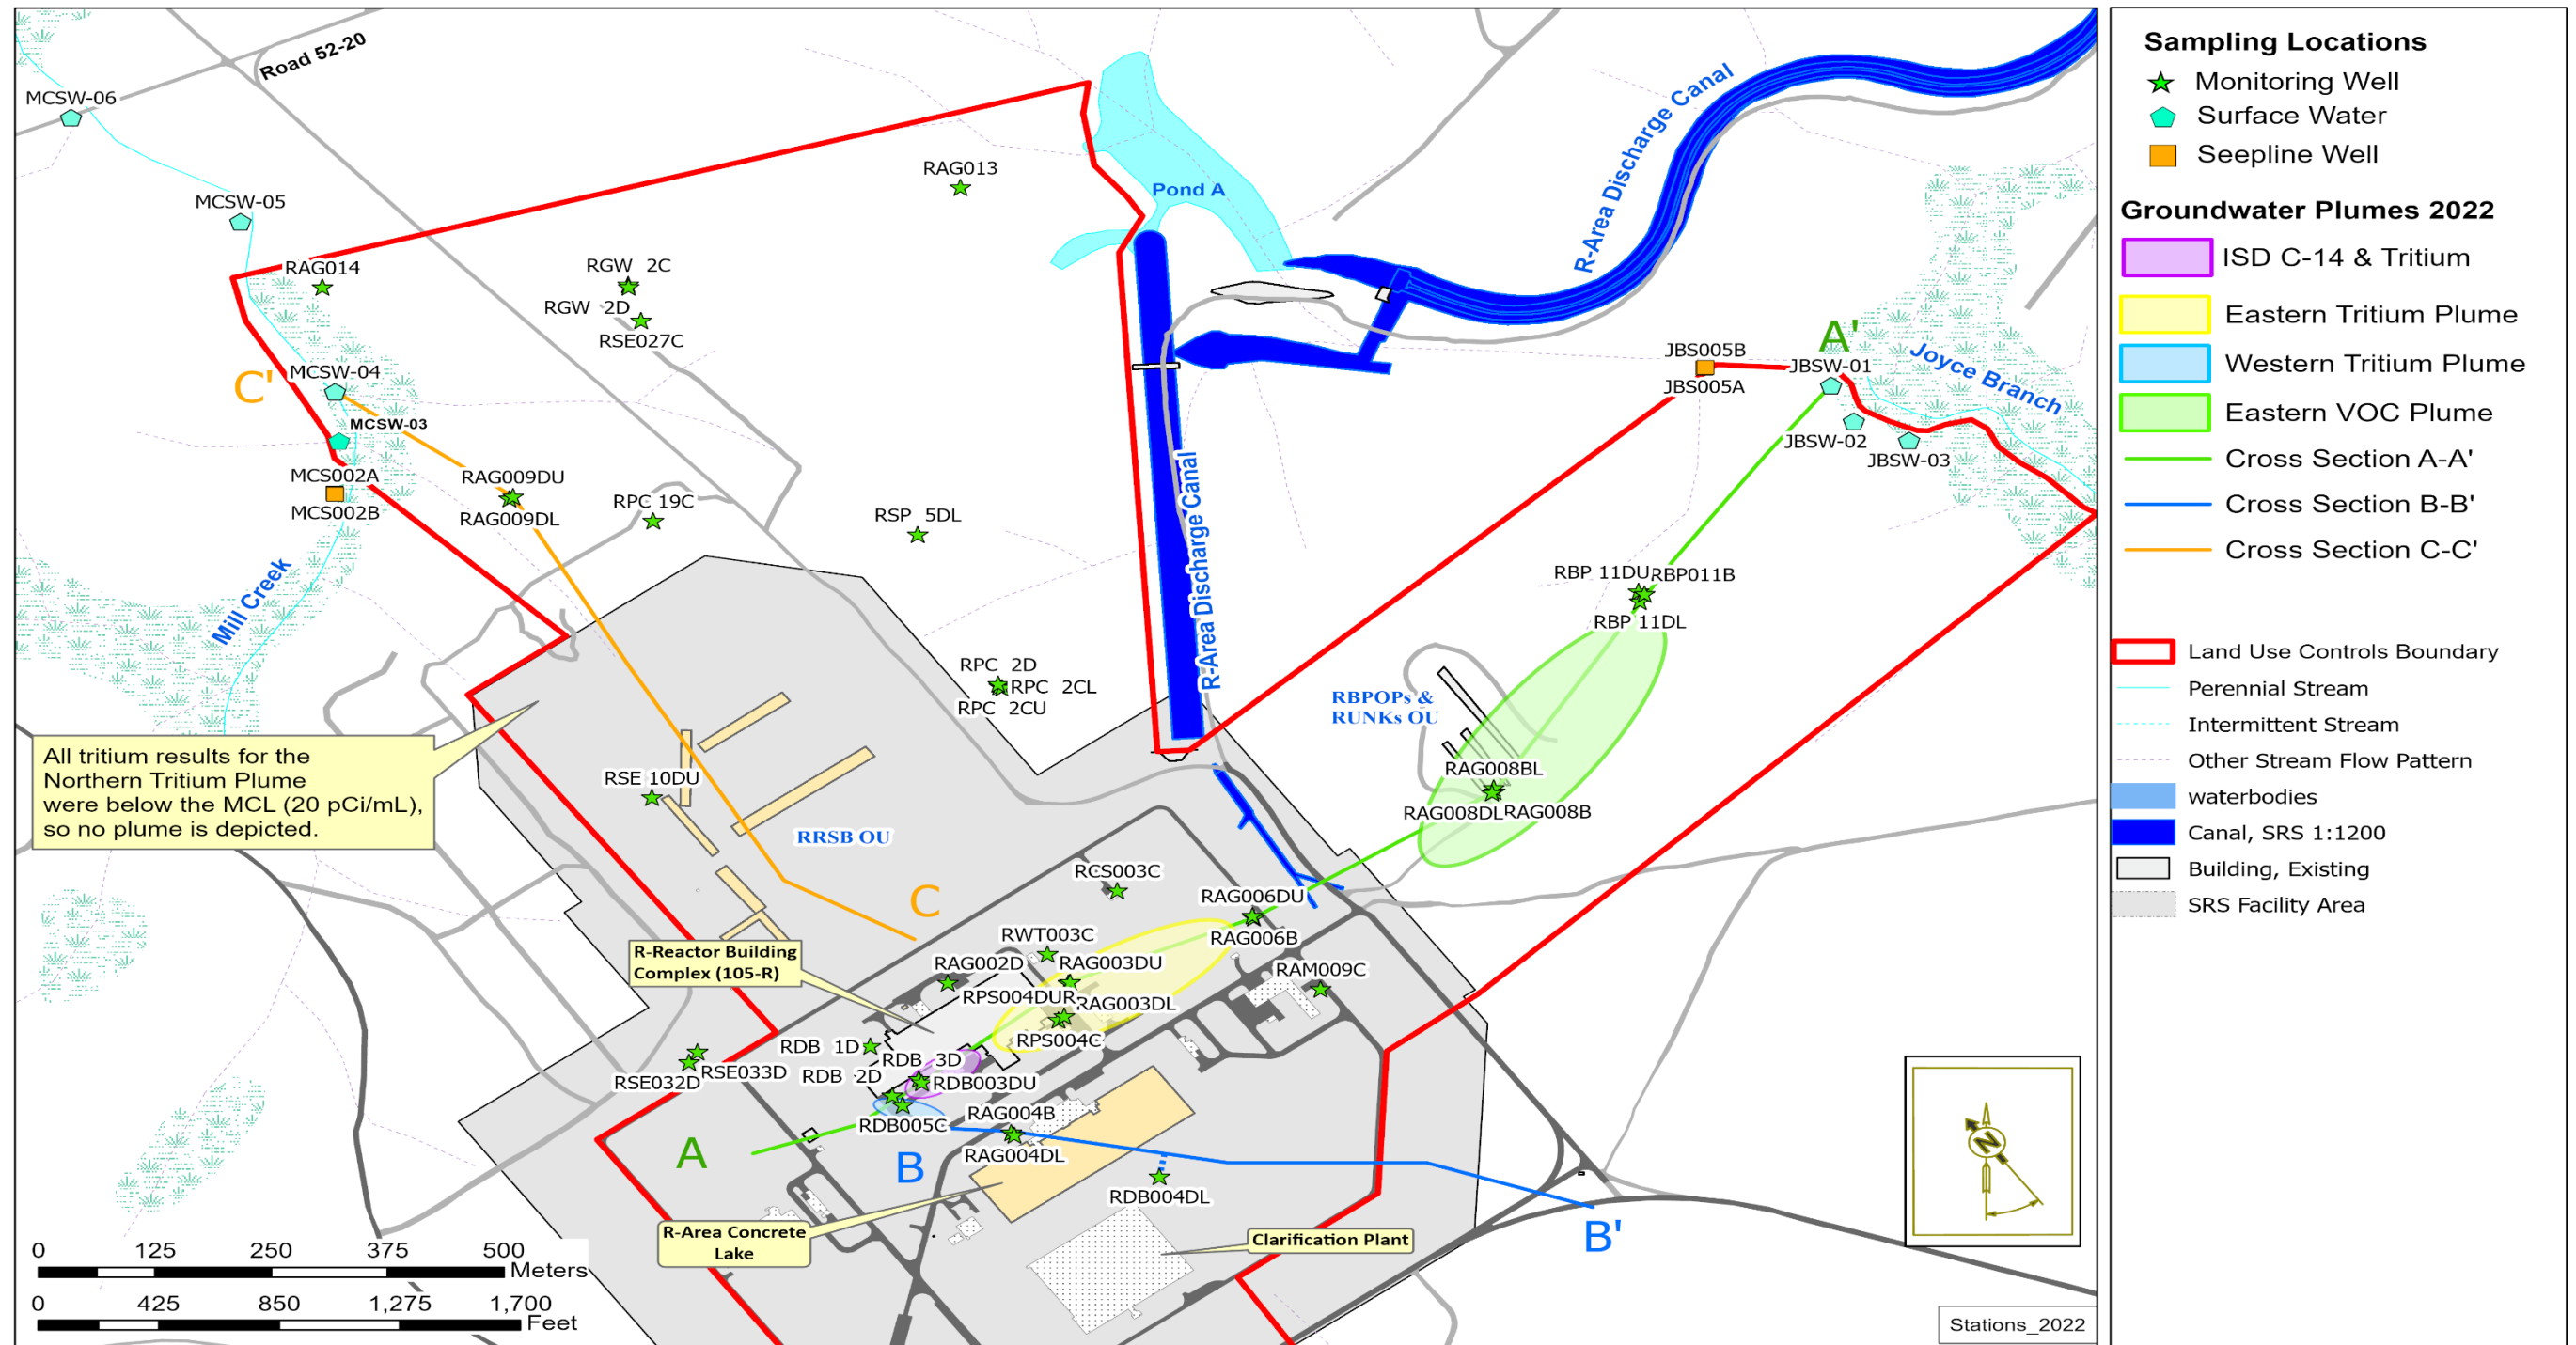 Road 52-20
MCSW-06
MCSW-05
RAG014
RAG013
RGW 2C
RGW 2D
RSE027C
Pond A
R-Area Discharge Canal
C'
MCSW-04
MCSW-03
MCS002A
MCS002B
RAG009DU
RAG009DL
RPC 19C
RSP 5DL
R-Area Discharge Canal
JBS005B
JBS005A
A'
JBSW-01
Joyce Branch
JBSW-02
JBSW-03
RBP 11DU
RBP011B
RBP 11DL
Mill Creek
RPC 2D
RPC 2CL
RPC 2CU
RBPOPs &
RUNKs OU
All tritium results for the
Northern Tritium Plume
were below the MCL (20 pCi/mL),
so no plume is depicted.
RSE 10DU
RRSB OU
RAG008BL
RAG008DL
RAG008B
C
RCS003C
RAG006DU
RAG006B
R-Reactor Building
Complex (105-R)
RWT003C
RAG002D
RAG003DU
RAM009C
RPS004DUR
RAG003DL
RPS004C
RDB 1D
RDB 3D
RDB 2D
RDB003DU
RSE033D
RSE032D
RDB005C
RAG004B
RAG004DL
A
B
RDB004DL
B'
R-Area Concrete
Lake
Clarification Plant
0 125 250 375 500
Meters
0 425 850 1,275 1,700
Feet
N
Stations_2022
Sampling Locations
Monitoring Well
Surface Water
Seepline Well
Groundwater Plumes 2022
ISD C-14 & Tritium
Eastern Tritium Plume
Western Tritium Plume
Eastern VOC Plume
Cross Section A-A'
Cross Section B-B'
Cross Section C-C'
Land Use Controls Boundary
Perennial Stream
Intermittent Stream
Other Stream Flow Pattern
waterbodies
Canal, SRS 1:1200
Building, Existing
SRS Facility Area